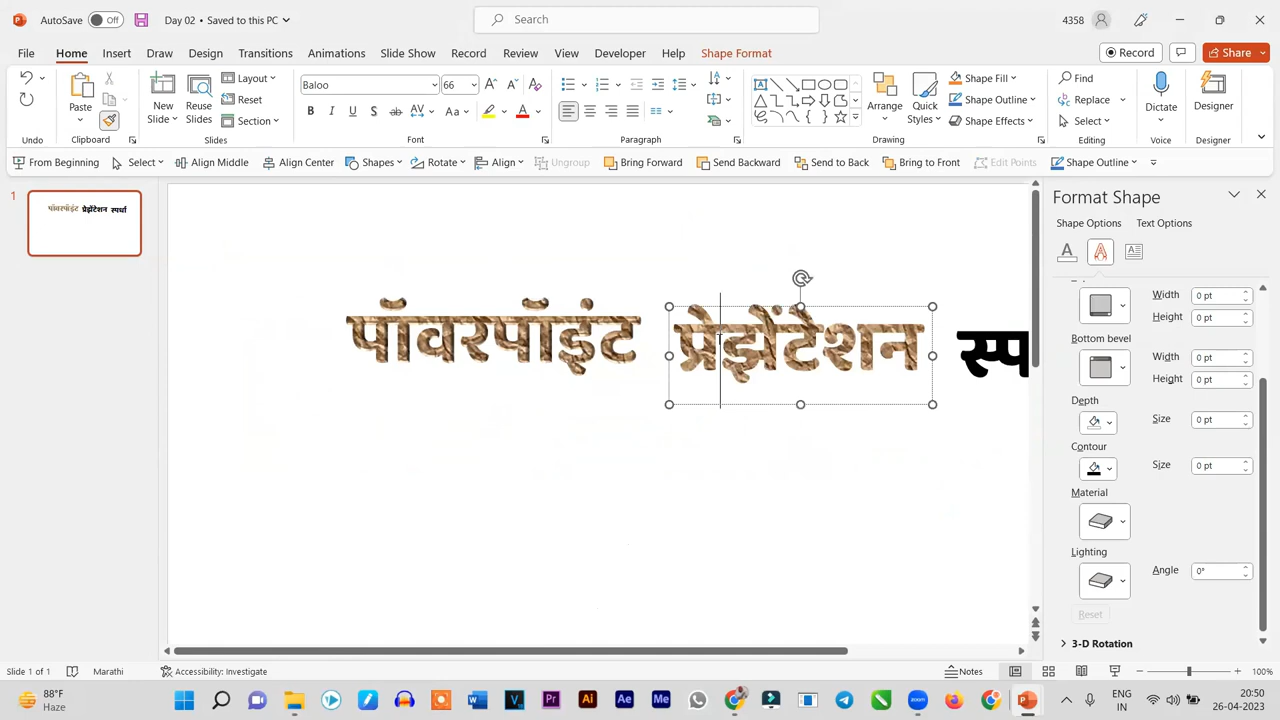 AutoSave Off Day 02 • Saved to this PC Search 4358
File Home Insert Draw Design Transitions Animations Slide Show Record Review View Developer Help Shape Format Record Share
Paste New Slide Reuse Slides Layout Reset Section Baloo 66 Arrange Quick Styles Shape Fill Shape Outline Shape Effects Find Replace Select Dictate Designer
Undo Clipboard Slides Font Paragraph Drawing Editing Voice Designer
From Beginning Select Align Middle Align Center Shapes Rotate Align Ungroup Bring Forward Send Backward Send to Back Bring to Front Edit Points Shape Outline
1
पॉवरपॉइंट प्रेझेंटेशन स्पर्धा
पॉवरपॉइंट प्रेझेंटेशन स्प
Format Shape
Shape Options Text Options
Width 0 pt
Height 0 pt
Bottom bevel
Width 0 pt
Height 0 pt
Depth
Size 0 pt
Contour
Size 0 pt
Material
Lighting
Angle 0°
Reset
3-D Rotation
Slide 1 of 1 Marathi Accessibility: Investigate Notes 100%
88°F
Haze
ENG
IN
20:50
26-04-2023